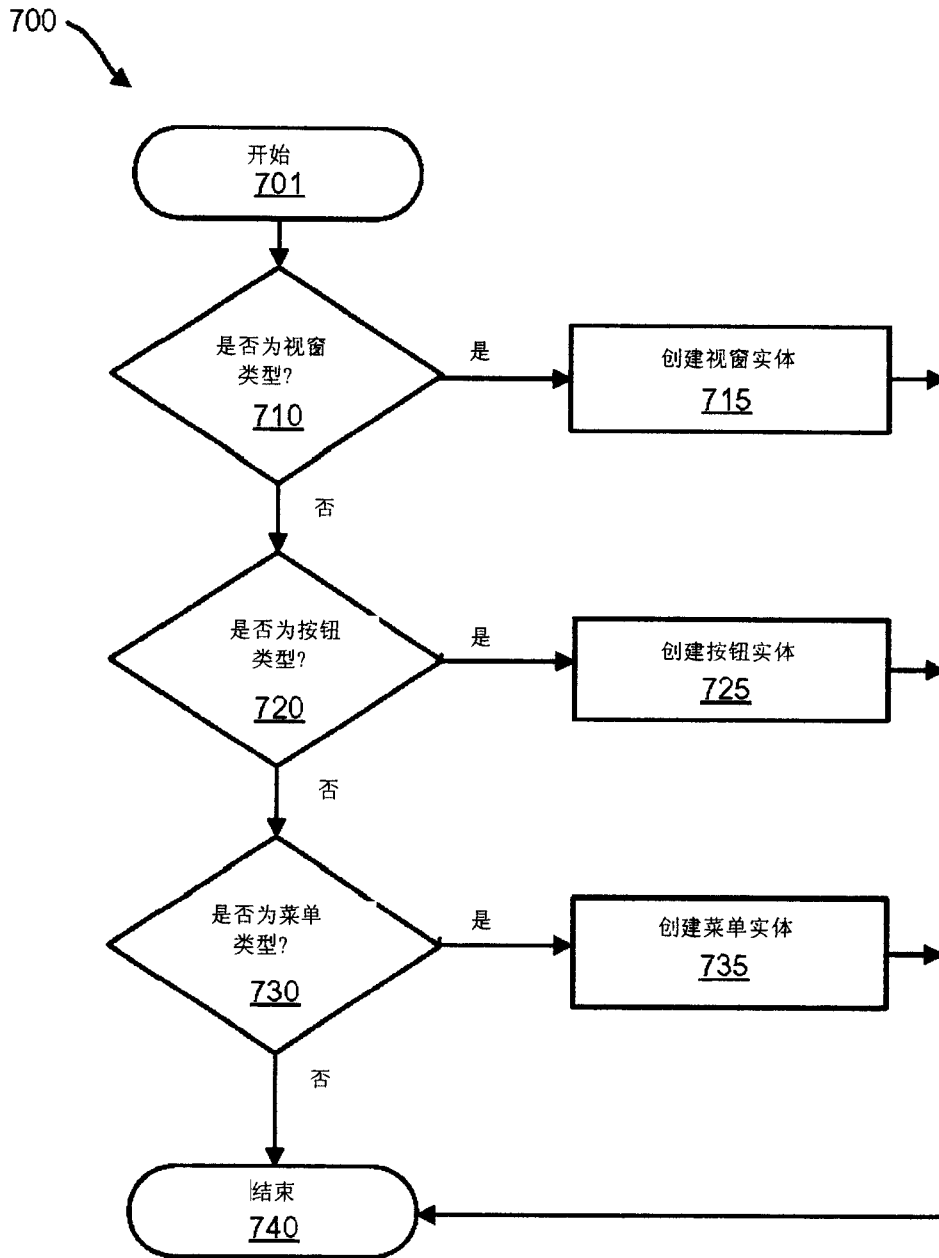 700
开始
701
是否为视窗
类型?
710
是
创建视窗实体
715
否
是否为按钮
类型?
720
是
创建按钮实体
725
否
是否为菜单
类型?
730
是
创建菜单实体
735
否
结束
740